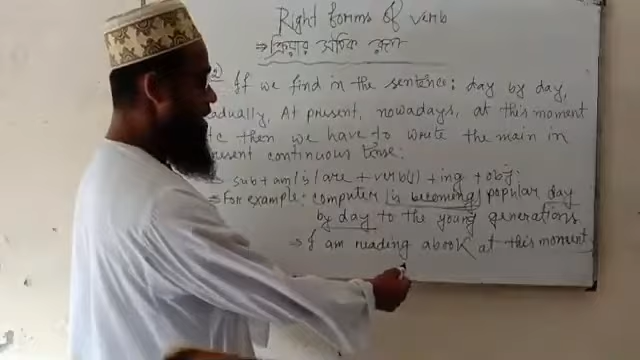 Right forms of verb
⇒ ক্রিয়ার সঠিক রূপ
If we find in the sentence; day by day,
adually, At present, nowadays, at this moment
tc then we have to write the main in
resent continuous tense:
sub + am/is/are + verb(1) + ing + obj:
⇒ For example: computer is becoming popular day
by day to the young generations
⇒ I am reading a book at this moment